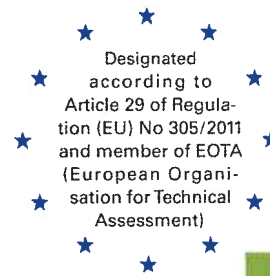 Designated
according to
Article 29 of Regula-
tion (EU) No 305/2011
and member of EOTA
(European Organi-
sation for Technical
Assessment)